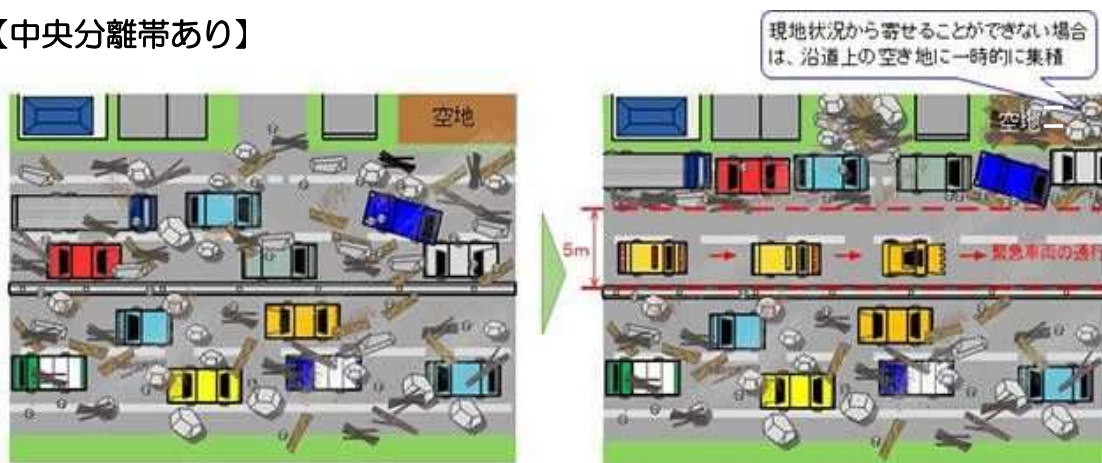 【中央分離帯あり】
現地状況から寄せることができない場合
は、沿道上の空き地に一時的に集積
空地
空地
5m
緊急車両の通行